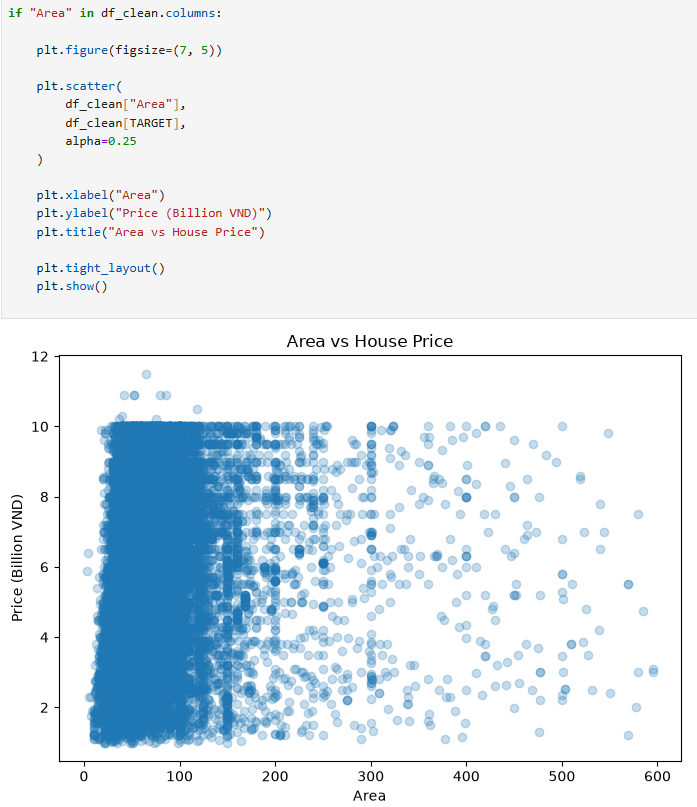 if "Area" in df_clean.columns:
plt.figure(figsize=(7, 5))
plt.scatter(
df_clean["Area"],
df_clean[TARGET],
alpha=0.25
)
plt.xlabel("Area")
plt.ylabel("Price (Billion VND)")
plt.title("Area vs House Price")
plt.tight_layout()
plt.show()
Area vs House Price
12
10
8
6
4
2
Price (Billion VND)
0 100 200 300 400 500 600
Area